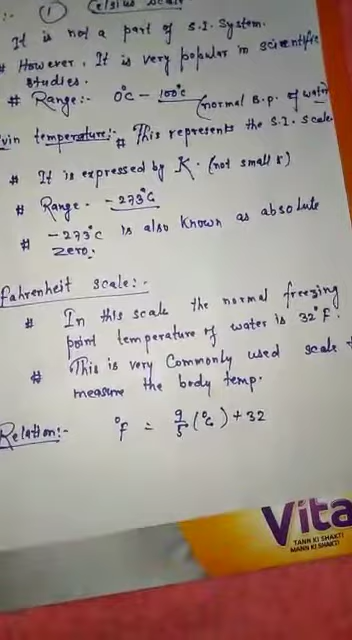 :- ① Celsius scale
It is not a part of S.I. System.
# However, It is very popular in scientific
studies.
# Range:- 0°C - 100°C
(normal B.p. of water
vin temperature:- # This represents the S.I. scale
# It is expressed by K. (not small k)
# Range - -273°C
# -273°C is also known as absolute
zero.
Fahrenheit scale:-
# In this scale the normal freezing
point temperature of water is 32°F.
# This is very commonly used scale t
measure the body temp.
Relation:- °F = 9/5 (°C) + 32
Vita
TANN KI SHAKTI
MANN KI SHAKTI